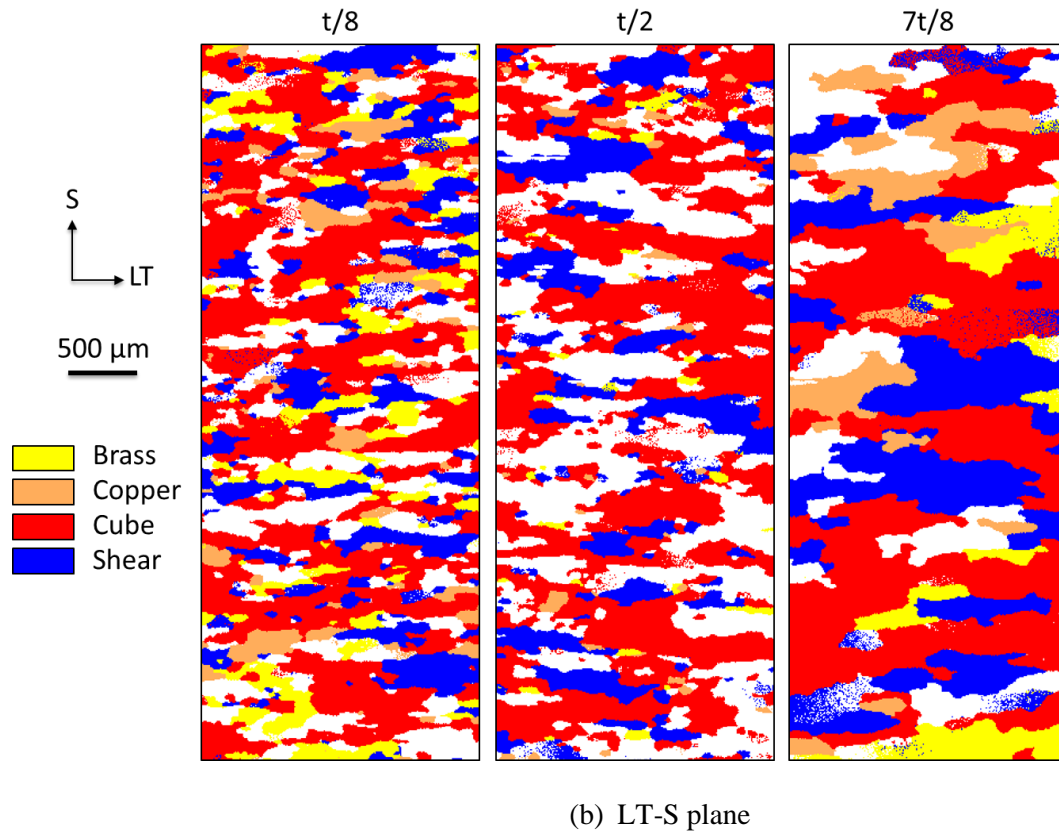 t/8 t/2 7t/8
S
LT
500 µm
Brass
Copper
Cube
Shear
(b) LT-S plane